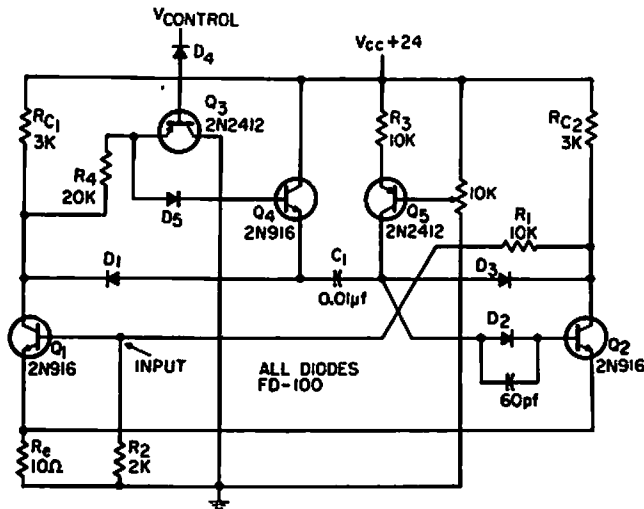 VCONTROL
D4
VCC+24
Q3
2N2412
RC1
3K
R3
10K
RC2
3K
R4
20K
D5
Q4
2N916
Q5
2N2412
10K
R1
10K
D1
C1
0.01μf
D3
D2
Q1
2N916
INPUT
ALL DIODES
FD-100
60pf
Q2
2N916
Re
10Ω
R2
2K